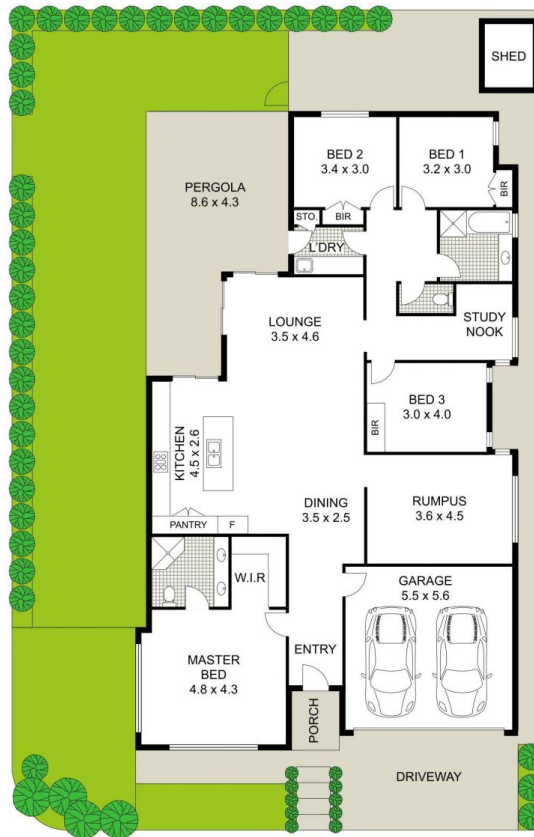 SHED
BED 2
3.4 x 3.0
BED 1
3.2 x 3.0
BIR
PERGOLA
8.6 x 4.3
STO.
BIR
L'DRY
LOUNGE
3.5 x 4.6
STUDY
NOOK
BED 3
3.0 x 4.0
BIR
KITCHEN
4.5 x 2.6
DINING
3.5 x 2.5
RUMPUS
3.6 x 4.5
PANTRY
F
W.I.R
GARAGE
5.5 x 5.6
ENTRY
MASTER
BED
4.8 x 4.3
PORCH
DRIVEWAY